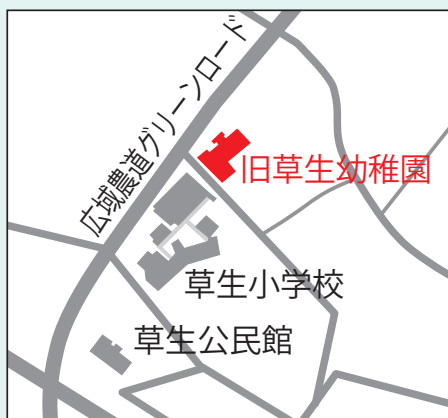 広域農道グリーンロード
旧草生幼稚園
草生小学校
草生公民館